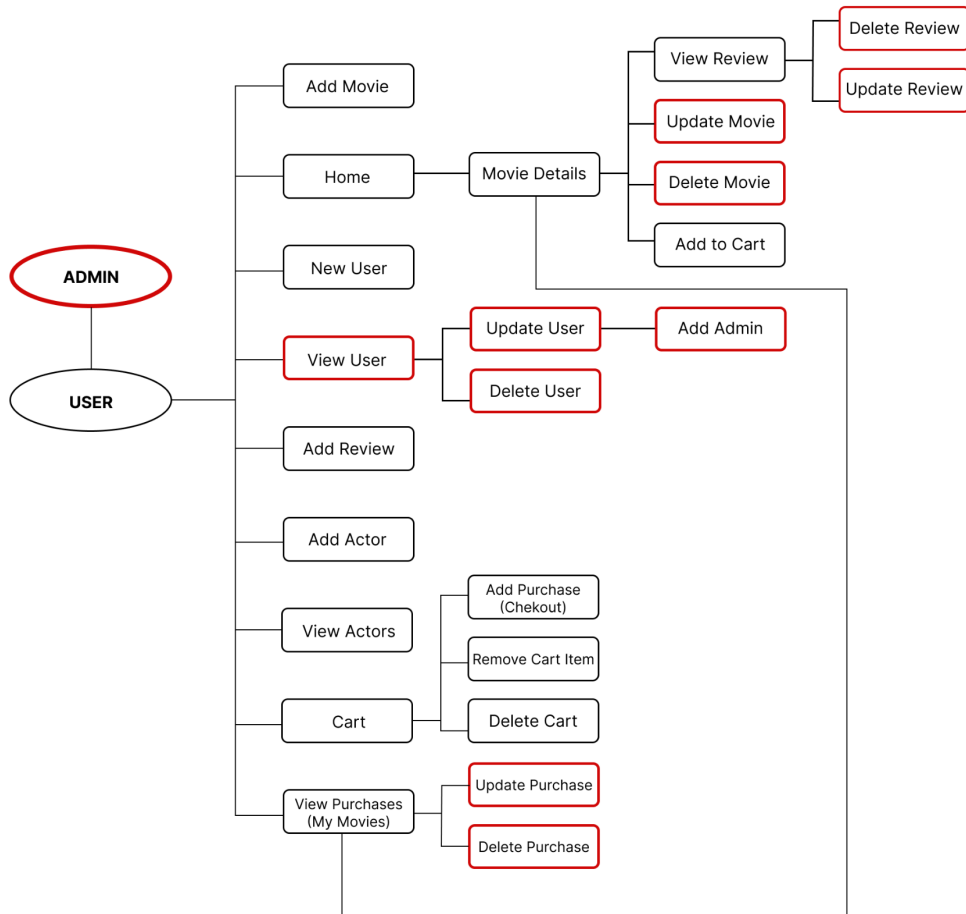 ADMIN
USER
Add Movie
Home
New User
View User
Add Review
Add Actor
View Actors
Cart
View Purchases
(My Movies)
Movie Details
View Review
Update Movie
Delete Movie
Add to Cart
Delete Review
Update Review
Update User
Delete User
Add Admin
Add Purchase
(Chekout)
Remove Cart Item
Delete Cart
Update Purchase
Delete Purchase